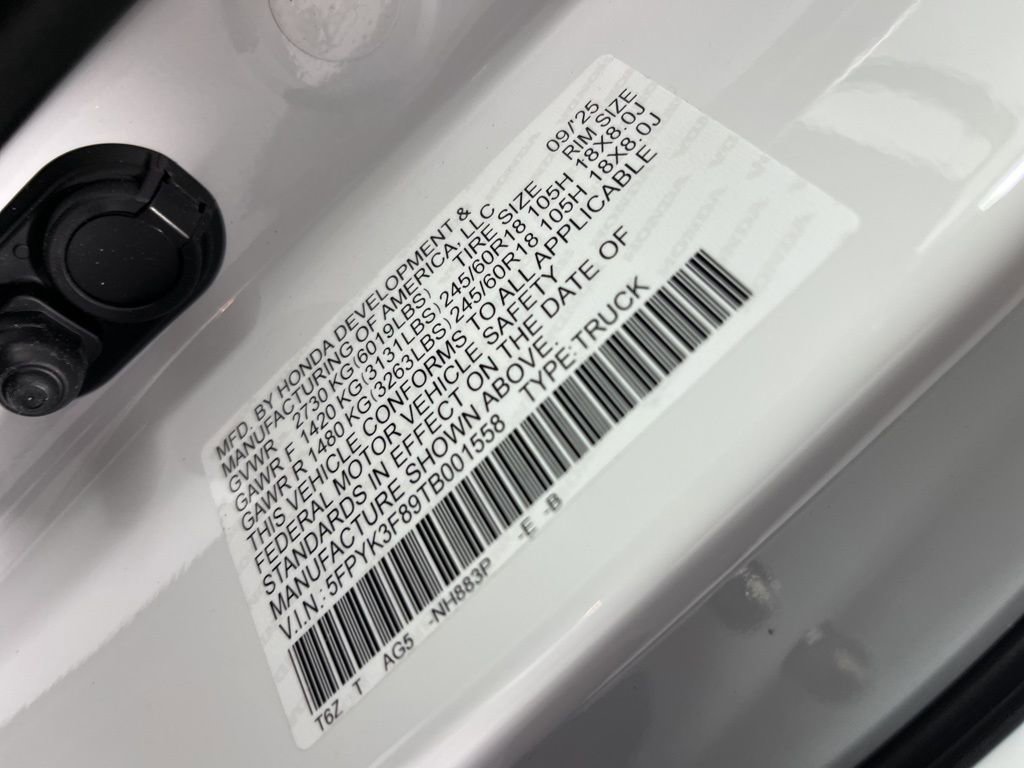 MFD. BY HONDA DEVELOPMENT &
MANUFACTURING OF AMERICA, LLC 09/'25
GVWR 2730 KG(6019LBS) TIRE SIZE RIM SIZE
GAWR F 1420 KG(3131LBS) 245/60R18 105H 18X8.0J
GAWR R 1480 KG(3263LBS) 245/60R18 105H 18X8.0J
THIS VEHICLE CONFORMS TO ALL APPLICABLE
FEDERAL MOTOR VEHICLE SAFETY
STANDARDS IN EFFECT ON THE DATE OF
MANUFACTURE SHOWN ABOVE.
V.I.N: 5FPYK3F89TB001558 TYPE:TRUCK
T6Z T AG5 -NH883P -E -B